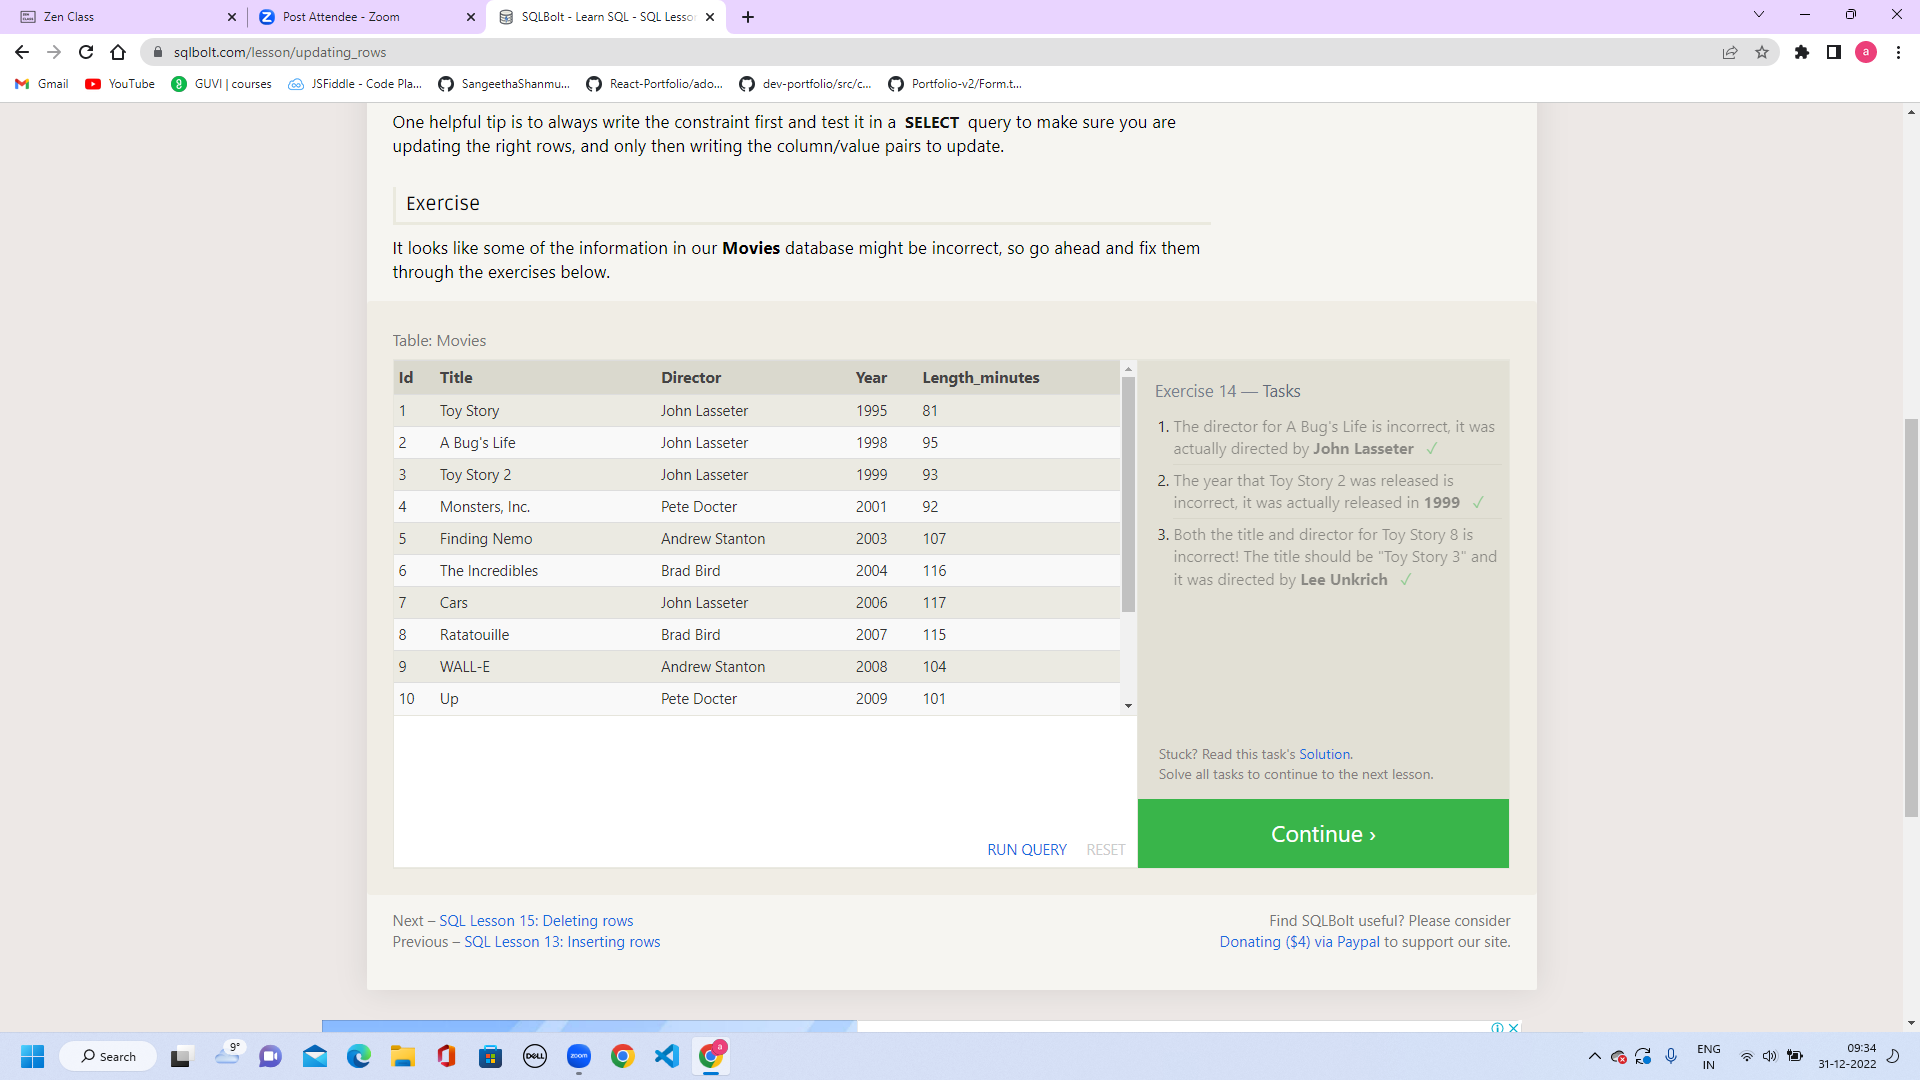 Zen Class
Post Attendee - Zoom
SQLBolt - Learn SQL - SQL Lesson
sqlbolt.com/lesson/updating_rows
a
Gmail
YouTube
GUVI | courses
JSFiddle - Code Pla...
SangeethaShanmu...
React-Portfolio/ado...
dev-portfolio/src/c...
Portfolio-v2/Form.t...
One helpful tip is to always write the constraint first and test it in a SELECT query to make sure you are
updating the right rows, and only then writing the column/value pairs to update.
Exercise
It looks like some of the information in our Movies database might be incorrect, so go ahead and fix them
through the exercises below.
Table: Movies
Id Title Director Year Length_minutes
1 Toy Story John Lasseter 1995 81
2 A Bug's Life John Lasseter 1998 95
3 Toy Story 2 John Lasseter 1999 93
4 Monsters, Inc. Pete Docter 2001 92
5 Finding Nemo Andrew Stanton 2003 107
6 The Incredibles Brad Bird 2004 116
7 Cars John Lasseter 2006 117
8 Ratatouille Brad Bird 2007 115
9 WALL-E Andrew Stanton 2008 104
10 Up Pete Docter 2009 101
RUN QUERY RESET
Exercise 14 — Tasks
1. The director for A Bug's Life is incorrect, it was
actually directed by John Lasseter ✓
2. The year that Toy Story 2 was released is
incorrect, it was actually released in 1999 ✓
3. Both the title and director for Toy Story 8 is
incorrect! The title should be "Toy Story 3" and
it was directed by Lee Unkrich ✓
Stuck? Read this task's Solution.
Solve all tasks to continue to the next lesson.
Continue ›
Next – SQL Lesson 15: Deleting rows
Previous – SQL Lesson 13: Inserting rows
Find SQLBolt useful? Please consider
Donating ($4) via Paypal to support our site.
Search
9°
DELL
zoom
a
ENG
IN
09:34
31-12-2022